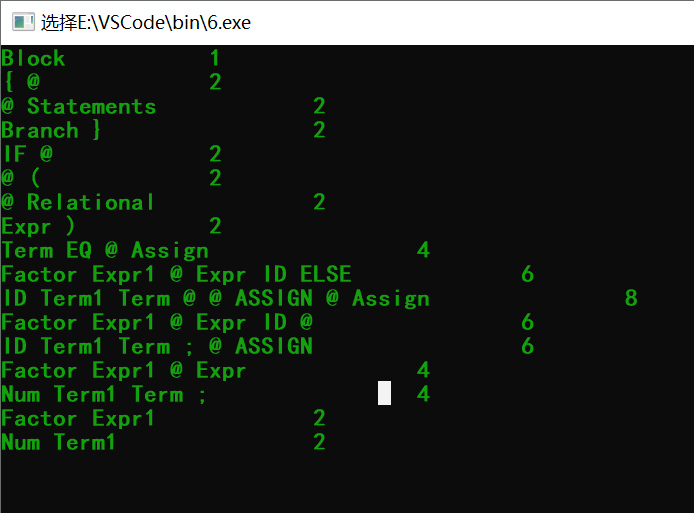 选择E:\VSCode\bin\6.exe
Block 1
{ @ 2
@ Statements 2
Branch } 2
IF @ 2
@ ( 2
@ Relational 2
Expr ) 2
Term EQ @ Assign 4
Factor Expr1 @ Expr ID ELSE 6
ID Term1 Term @ @ ASSIGN @ Assign 8
Factor Expr1 @ Expr ID @ 6
ID Term1 Term ; @ ASSIGN 6
Factor Expr1 @ Expr 4
Num Term1 Term ; 4
Factor Expr1 2
Num Term1 2